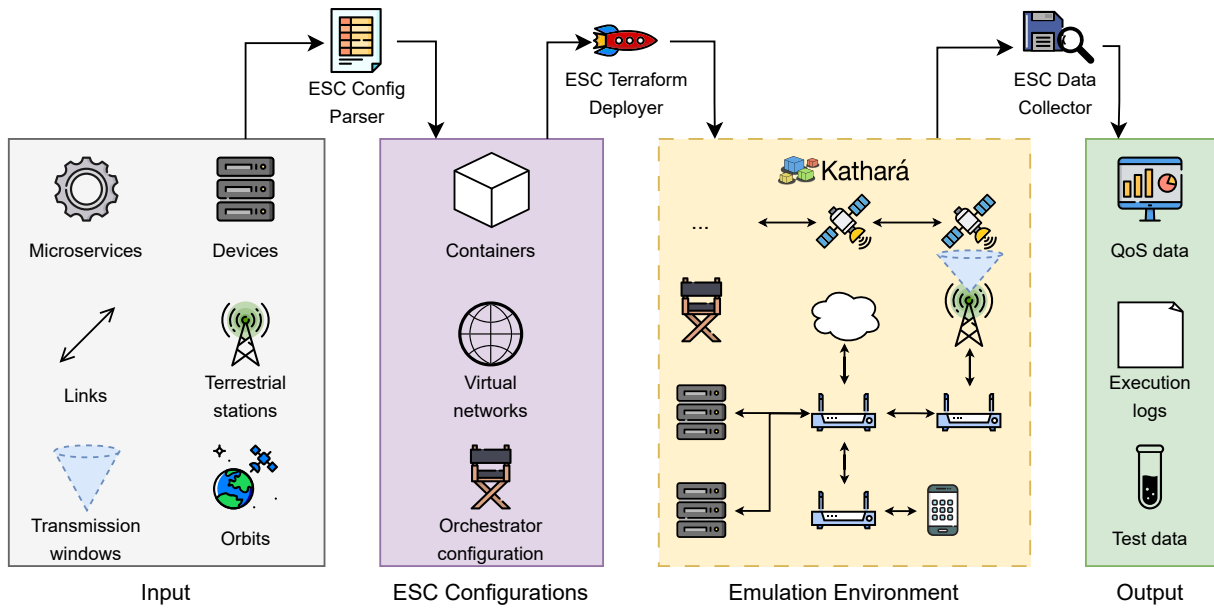 ESC Config
Parser
ESC Terraform
Deployer
ESC Data
Collector
Microservices
Devices
Links
Terrestrial
stations
Transmission
windows
Orbits
Input
Containers
Virtual
networks
Orchestrator
configuration
ESC Configurations
Kathará
...
Emulation Environment
QoS data
Execution
logs
Test data
Output